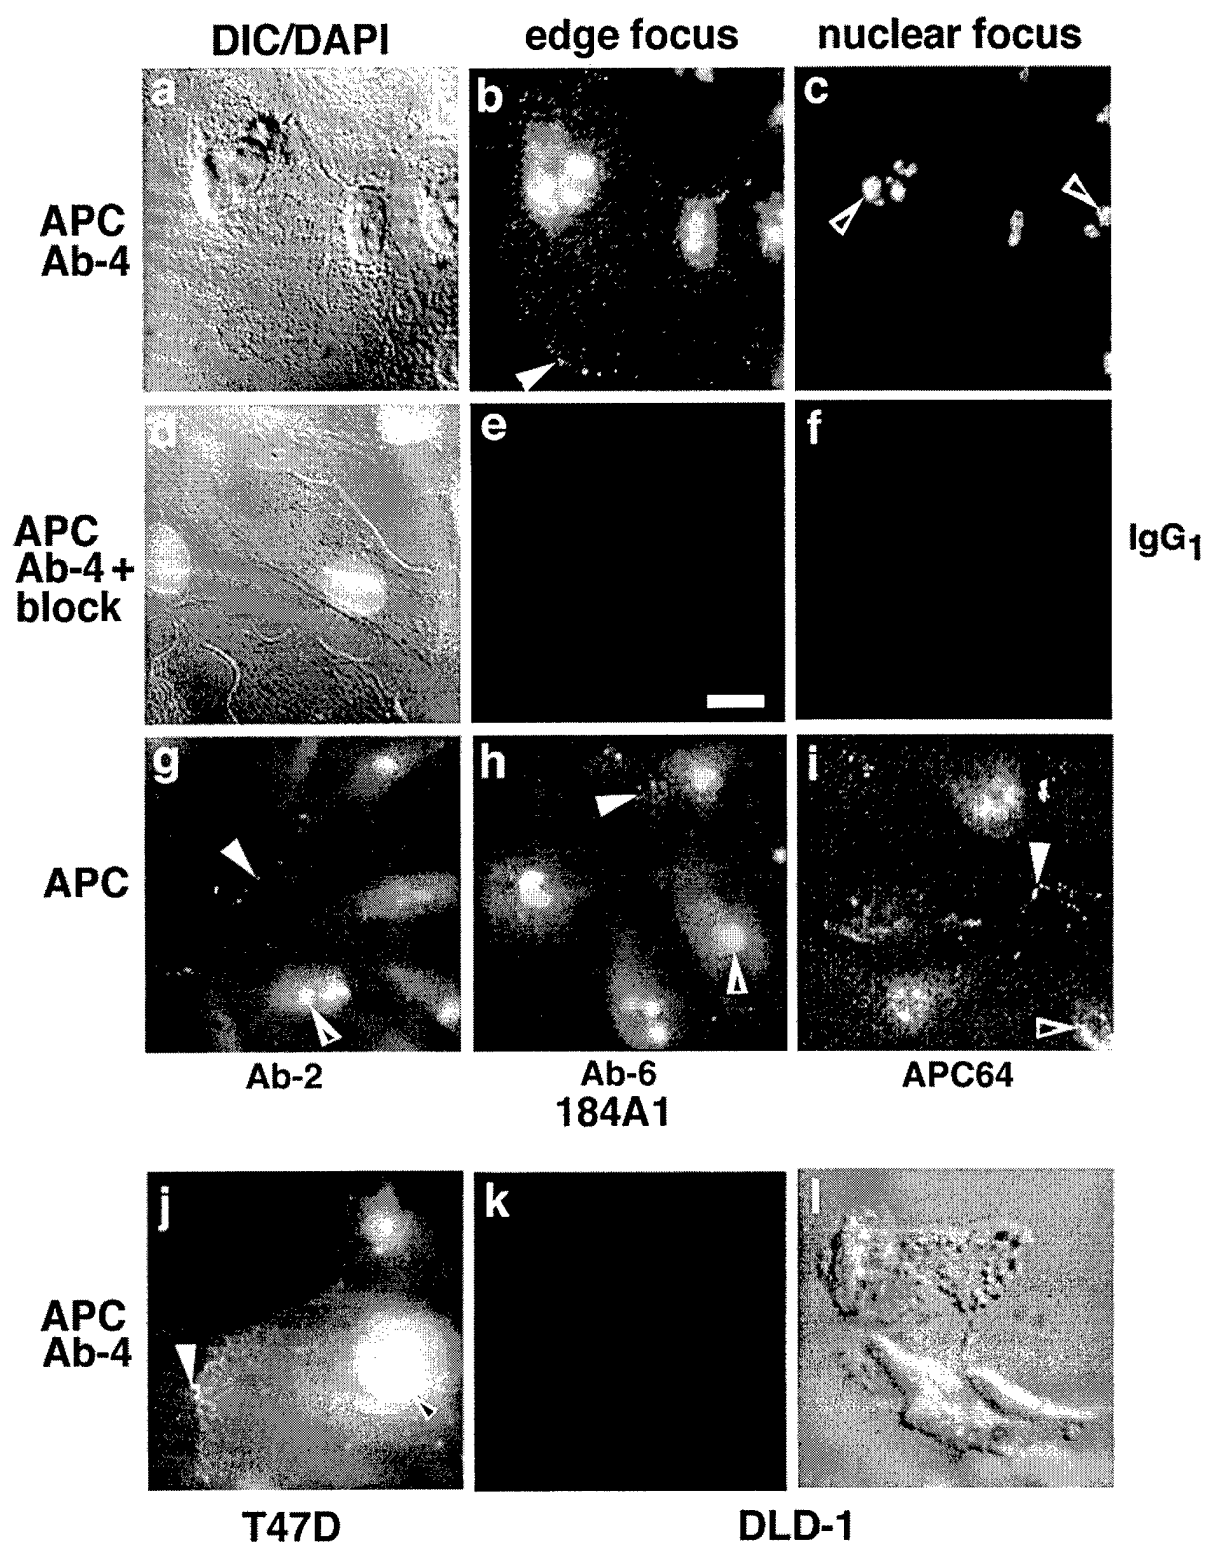 DIC/DAPI edge focus nuclear focus
a b c
APC
Ab-4
d e f
APC
Ab-4 +
block
IgG1
g h i
APC
Ab-2 Ab-6 APC64
184A1
j k l
APC
Ab-4
T47D DLD-1